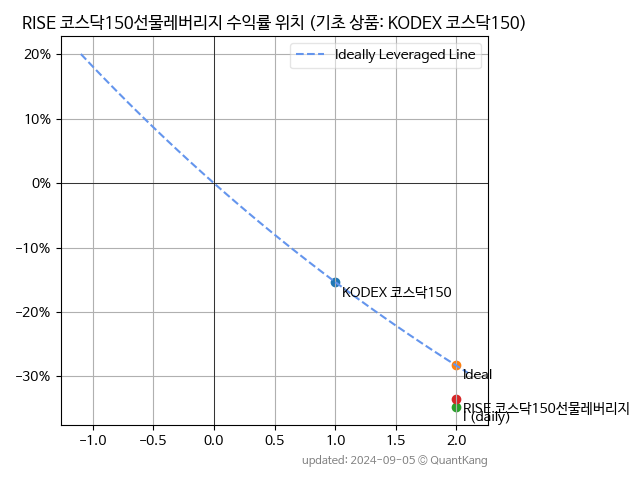 RISE 코스닥150선물레버리지 수익률 위치 (기초 상품: KODEX 코스닥150)
Ideally Leveraged Line
20%
10%
0%
−10%
−20%
−30%
KODEX 코스닥150
Ideal
RISE 코스닥150선물레버리지
(daily)
−1.0 −0.5 0.0 0.5 1.0 1.5 2.0
updated: 2024-09-05 © QuantKang